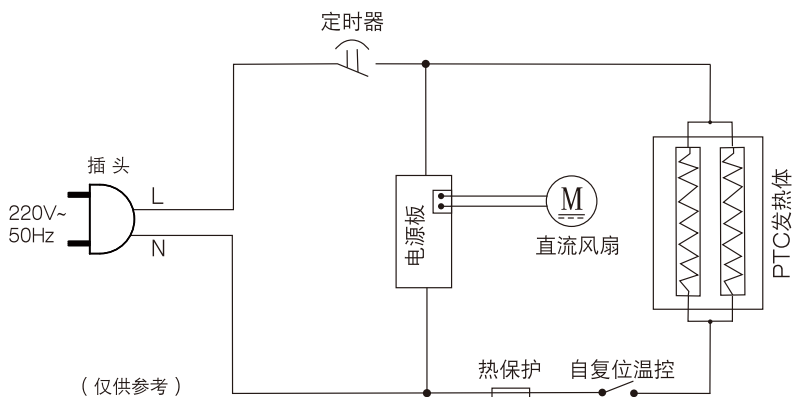 定时器
插头
L
220V~
50Hz
N
电源板
M
直流风扇
PTC发热体
热保护
自复位温控
（仅供参考）